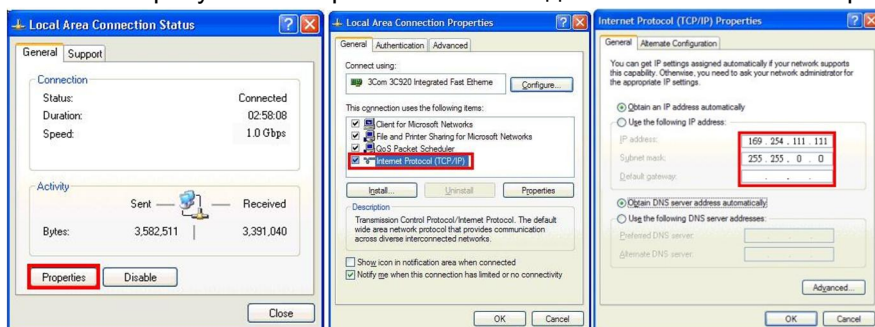 Local Area Connection Status
General Support
Connection
Status: Connected
Duration: 02:58:08
Speed: 1.0 Gbps
Activity
Sent Received
Bytes: 3,582,511 3,391,040
Properties Disable
Close
Local Area Connection Properties
General Authentication Advanced
Connect using:
3Com 3C920 Integrated Fast Etherne Configure...
This connection uses the following items:
Client for Microsoft Networks
File and Printer Sharing for Microsoft Networks
QoS Packet Scheduler
Internet Protocol (TCP/IP)
Install... Uninstall Properties
Description
Transmission Control Protocol/Internet Protocol. The default
wide area network protocol that provides communication
across diverse interconnected networks.
Show icon in notification area when connected
Notify me when this connection has limited or no connectivity
OK Cancel
Internet Protocol (TCP/IP) Properties
General Alternate Configuration
You can get IP settings assigned automatically if your network supports
this capability. Otherwise, you need to ask your network administrator for
the appropriate IP settings.
Obtain an IP address automatically
Use the following IP address:
IP address: 169 . 254 . 111 . 131
Subnet mask: 255 . 255 . 0 . 0
Default gateway: . . .
Obtain DNS server address automatically
Use the following DNS server addresses:
Preferred DNS server: . . .
Alternate DNS server: . . .
Advanced...
OK Cancel